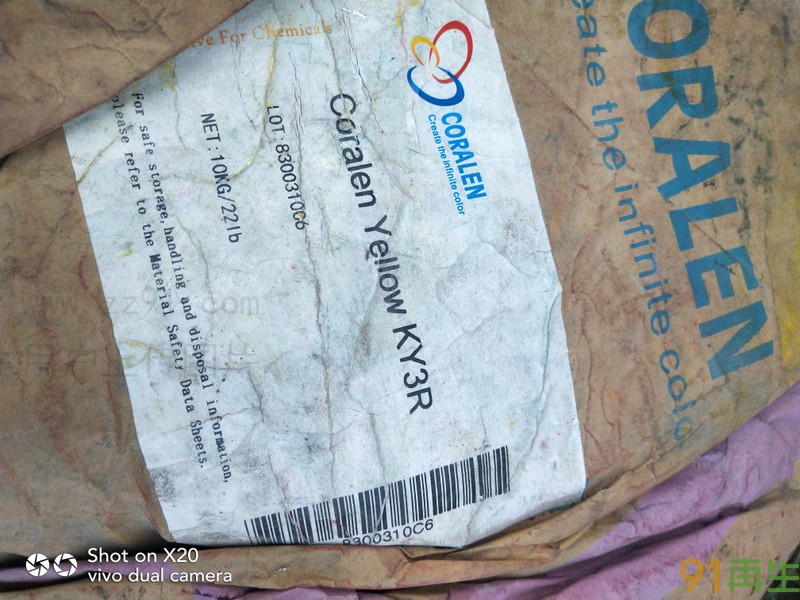 ve For Chemicals
CORALEN
Create the infinite color
Coralen Yellow KY3R
LOT: 8300310C6
NET: 10KG/22lb
For safe storage, handling and disposal information,
please refer to the Material Safety Data Sheets.
8300310C6
ORALEN
eate the infinite colo
Shot on X20
vivo dual camera
91再生